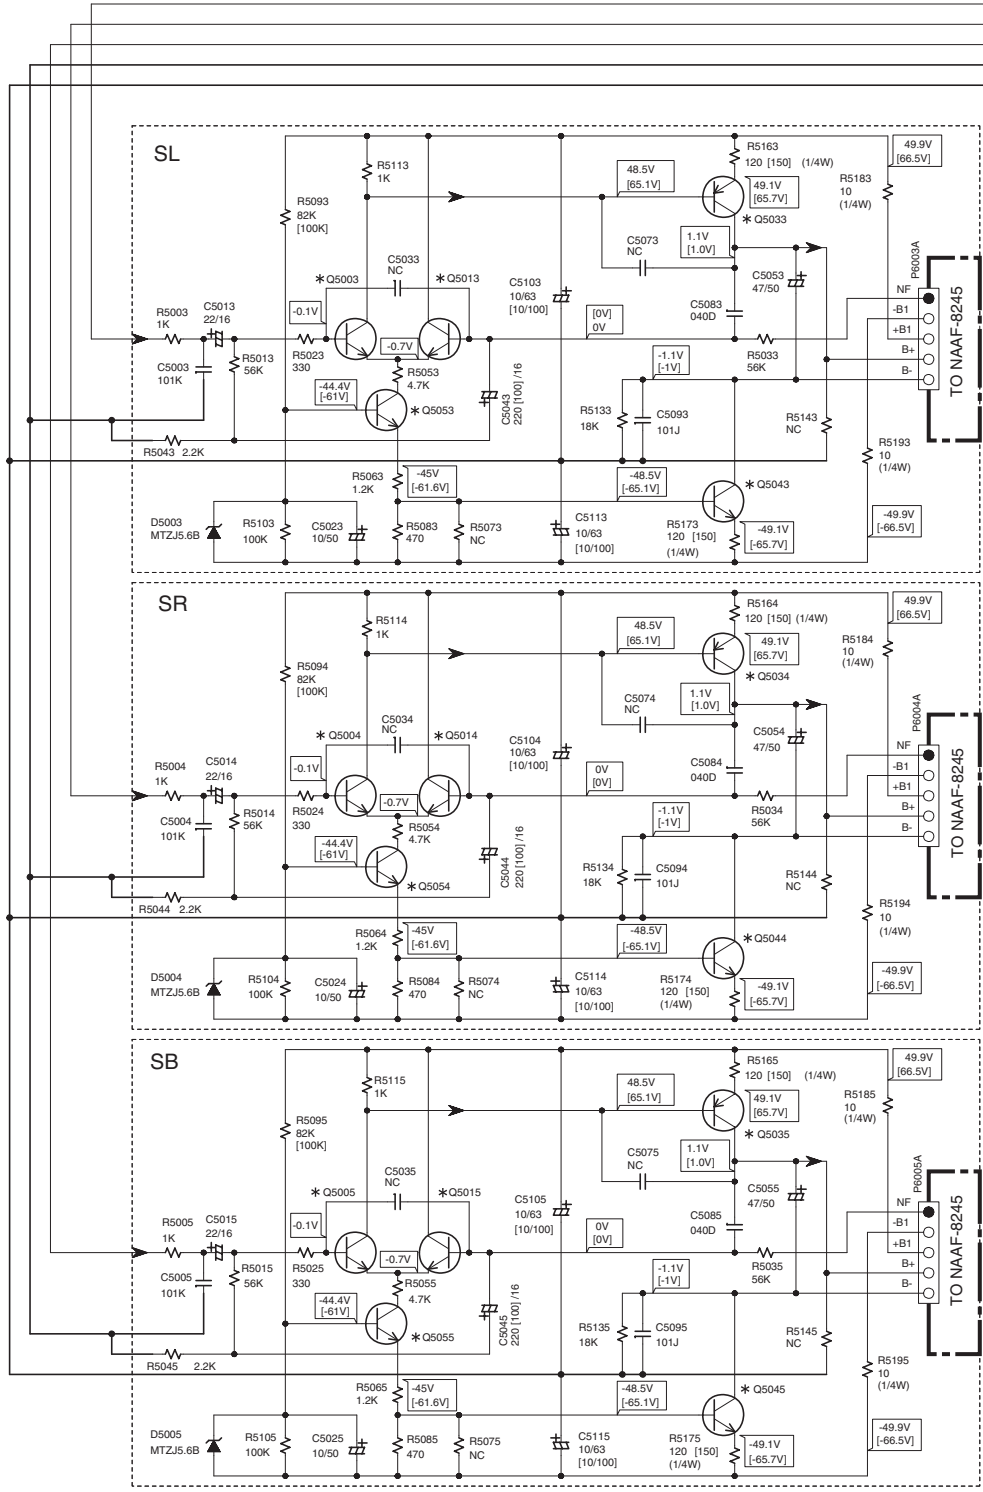 SL
R5113
1K
R5093
82K
[100K]
48.5V
[65.1V]
R5163
120 [150] (1/4W)
49.1V
[65.7V]
* Q5033
R5183
10
(1/4W)
49.9V
[66.5V]
C5073
NC
1.1V
[1.0V]
C5053
47/50
P6003A
C5033
NC
* Q5003
* Q5013
C5103
10/63
[10/100]
-0.1V
[0V]
0V
C5083
040D
NF
-B1
+B1
B+
B-
TO NAAF-8245
R5003
1K
C5013
22/16
C5003
101K
R5013
56K
R5023
330
-0.7V
R5053
4.7K
-44.4V
[-61V]
* Q5053
C5043
220 [100] /16
-1.1V
[-1V]
R5033
56K
R5133
18K
C5093
101J
R5143
NC
R5043 2.2K
R5193
10
(1/4W)
R5063
1.2K
-45V
[-61.6V]
-48.5V
[-65.1V]
* Q5043
D5003
MTZJ5.6B
R5103
100K
C5023
10/50
R5083
470
R5073
NC
C5113
10/63
[10/100]
R5173
120 [150]
(1/4W)
-49.1V
[-65.7V]
-49.9V
[-66.5V]
SR
R5114
1K
R5094
82K
[100K]
48.5V
[65.1V]
R5164
120 [150] (1/4W)
49.1V
[65.7V]
* Q5034
R5184
10
(1/4W)
49.9V
[66.5V]
C5074
NC
1.1V
[1.0V]
C5054
47/50
P6004A
C5034
NC
* Q5004
* Q5014
C5104
10/63
[10/100]
-0.1V
0V
[0V]
C5084
040D
NF
-B1
+B1
B+
B-
TO NAAF-8245
R5004
1K
C5014
22/16
C5004
101K
R5014
56K
R5024
330
-0.7V
R5054
4.7K
-44.4V
[-61V]
* Q5054
C5044
220 [100] /16
-1.1V
[-1V]
R5034
56K
R5134
18K
C5094
101J
R5144
NC
R5044 2.2K
R5194
10
(1/4W)
R5064
1.2K
-45V
[-61.6V]
-48.5V
[-65.1V]
* Q5044
D5004
MTZJ5.6B
R5104
100K
C5024
10/50
R5084
470
R5074
NC
C5114
10/63
[10/100]
R5174
120 [150]
(1/4W)
-49.1V
[-65.7V]
-49.9V
[-66.5V]
SB
R5115
1K
R5095
82K
[100K]
48.5V
[65.1V]
R5165
120 [150] (1/4W)
49.1V
[65.7V]
* Q5035
R5185
10
(1/4W)
49.9V
[66.5V]
C5075
NC
1.1V
[1.0V]
C5055
47/50
P6005A
C5035
NC
* Q5005
* Q5015
C5105
10/63
[10/100]
-0.1V
0V
[0V]
C5085
040D
NF
-B1
+B1
B+
B-
TO NAAF-8245
R5005
1K
C5015
22/16
C5005
101K
R5015
56K
R5025
330
-0.7V
R5055
4.7K
-44.4V
[-61V]
* Q5055
C5045
220 [100] /16
-1.1V
[-1V]
R5035
56K
R5135
18K
C5095
101J
R5145
NC
R5045 2.2K
R5195
10
(1/4W)
R5065
1.2K
-45V
[-61.6V]
-48.5V
[-65.1V]
* Q5045
D5005
MTZJ5.6B
R5105
100K
C5025
10/50
R5085
470
R5075
NC
C5115
10/63
[10/100]
R5175
120 [150]
(1/4W)
-49.1V
[-65.7V]
-49.9V
[-66.5V]